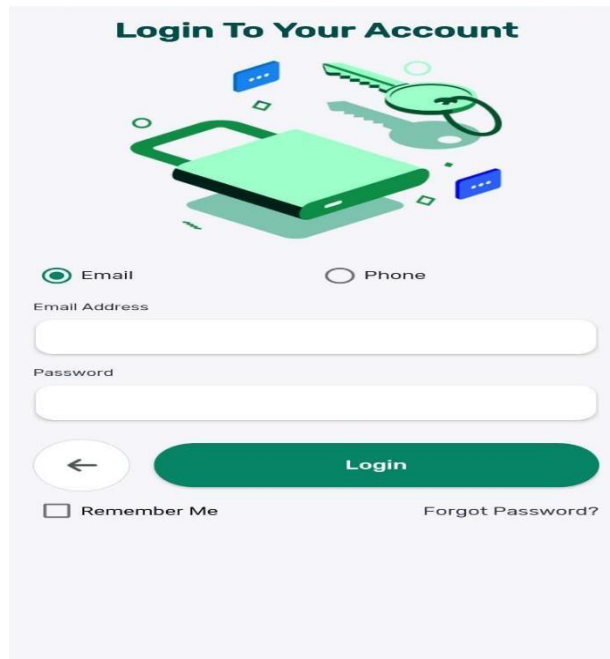 Login To Your Account
Email Phone
Email Address
Password
Login
Remember Me Forgot Password?